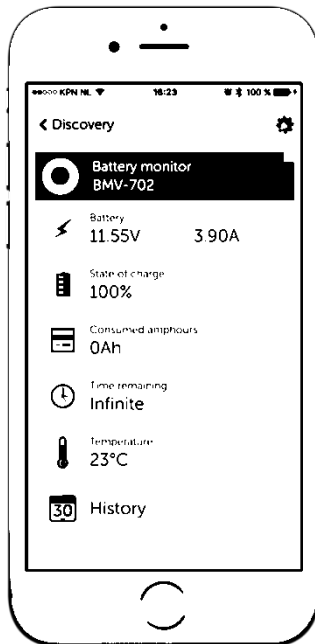 ●●○○○ KPN NL 16:23 100 %
< Discovery
Battery monitor
BMV-702
Battery
11.55V 3.90A
State of charge
100%
Consumed amphours
0Ah
Time remaining
Infinite
Temperature
23°C
30 History